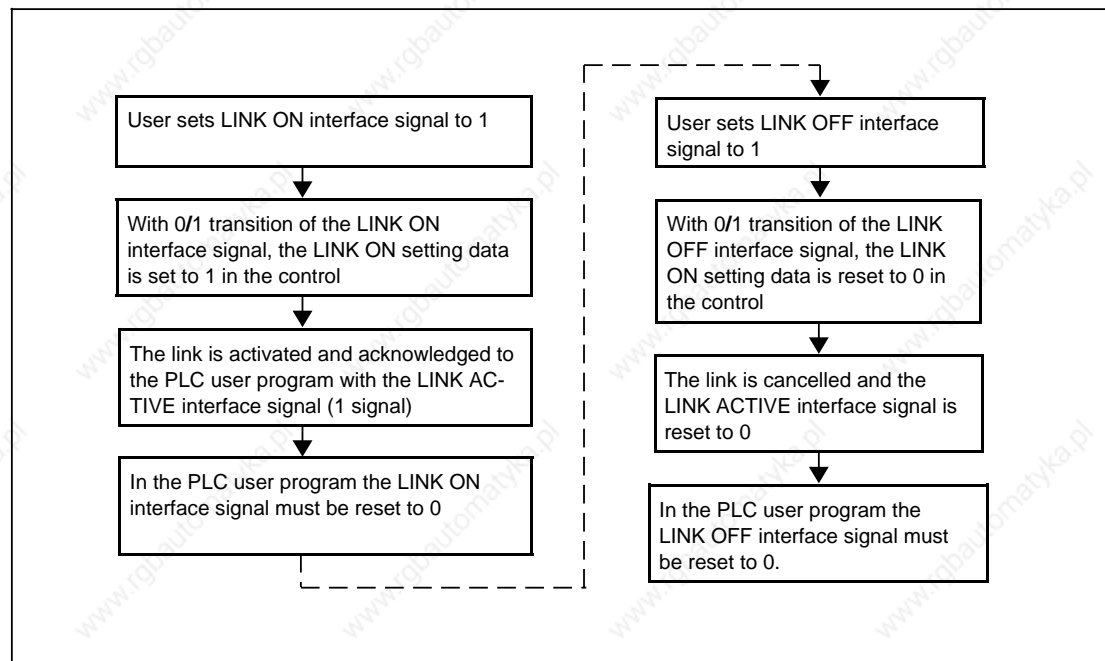 User sets LINK ON interface signal to 1
With 0/1 transition of the LINK ON
interface signal, the LINK ON setting data
is set to 1 in the control
The link is activated and acknowledged to
the PLC user program with the LINK AC-
TIVE interface signal (1 signal)
In the PLC user program the LINK ON
interface signal must be reset to 0
User sets LINK OFF interface
signal to 1
With 0/1 transition of the LINK
OFF interface signal, the LINK
ON setting data is reset to 0 in
the control
The link is cancelled and the
LINK ACTIVE interface signal is
reset to 0
In the PLC user program the
LINK OFF interface signal must
be reset to 0.
www.rgbautomatyka.pl